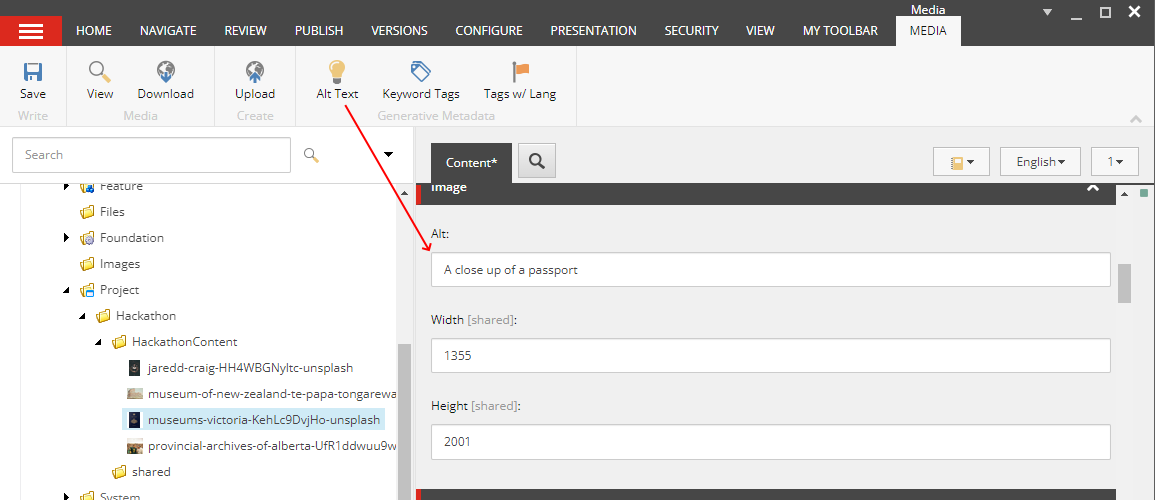 Media
HOME NAVIGATE REVIEW PUBLISH VERSIONS CONFIGURE PRESENTATION SECURITY VIEW MY TOOLBAR MEDIA
Save View Download Upload Alt Text Keyword Tags Tags w/ Lang
Write Media Create Generative Metadata
Search
Content*
English
1
Feature
Files
Foundation
Images
Project
Hackathon
HackathonContent
jaredd-craig-HH4WBGNyltc-unsplash
museum-of-new-zealand-te-papa-tongarewa
museums-victoria-KehLc9DvjHo-unsplash
provincial-archives-of-alberta-UfR1ddwuu9w
shared
System
Image
Alt:
A close up of a passport
Width [shared]:
1355
Height [shared]:
2001